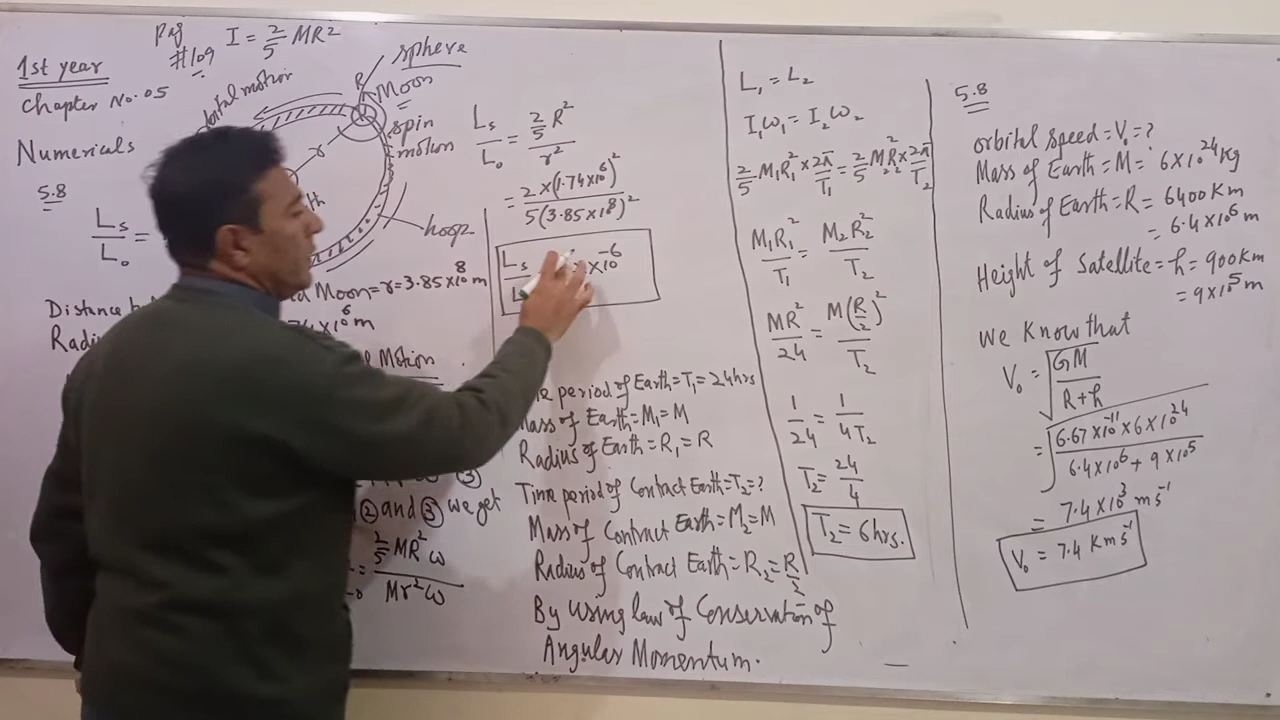 1st year
Chapter No. 05
Numericals
5.8
Pag
#109
I = 2/5 MR²
orbital motion
R
sphere
Moon
spin
motion
r
hoop
Ls/Lo =
Moon = r = 3.85×10⁸ m
10⁶ m
Motion
② and ③ we get
= (2/5 MR²ω)/(Mr²ω)
Ls/Lo = (2/5 R²)/r²
= (2×(1.74×10⁶)²)/(5(3.85×10⁸)²)
Ls
×10⁻⁶
period of Earth = T₁ = 24hrs
Mass of Earth = M₁ = M
Radius of Earth = R₁ = R
Time period of Contract Earth = T₂ = ?
Mass of Contract Earth = M₂ = M
Radius of Contract Earth = R₂ = R/2
By using law of Conservation of
Angular Momentum.
L₁ = L₂
I₁ω₁ = I₂ω₂
2/5 M₁R₁² × 2π/T₁ = 2/5 M₂R₂² × 2π/T₂
M₁R₁²/T₁ = M₂R₂²/T₂
MR²/24 = M(R/2)²/T₂
1/24 = 1/4T₂
T₂ = 24/4
T₂ = 6hrs.
5.8
orbital speed = V₀ = ?
Mass of Earth = M = 6×10²⁴ Kg
Radius of Earth = R = 6400 Km
= 6.4×10⁶ m
Height of Satellite = h = 900 Km
= 9×10⁵ m
we Know that
V₀ = √(GM/(R+h))
= √((6.67×10⁻¹¹ × 6×10²⁴)/(6.4×10⁶ + 9×10⁵))
= 7.4×10³ ms⁻¹
V₀ = 7.4 Kms⁻¹